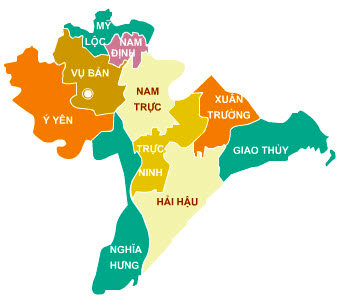 MỸ
LỘC
NAM
ĐỊNH
VỤ BẢN
NAM
TRỰC
XUÂN
TRƯỜNG
Ý YÊN
TRỰC
NINH
GIAO THỦY
HẢI HẬU
NGHĨA
HƯNG